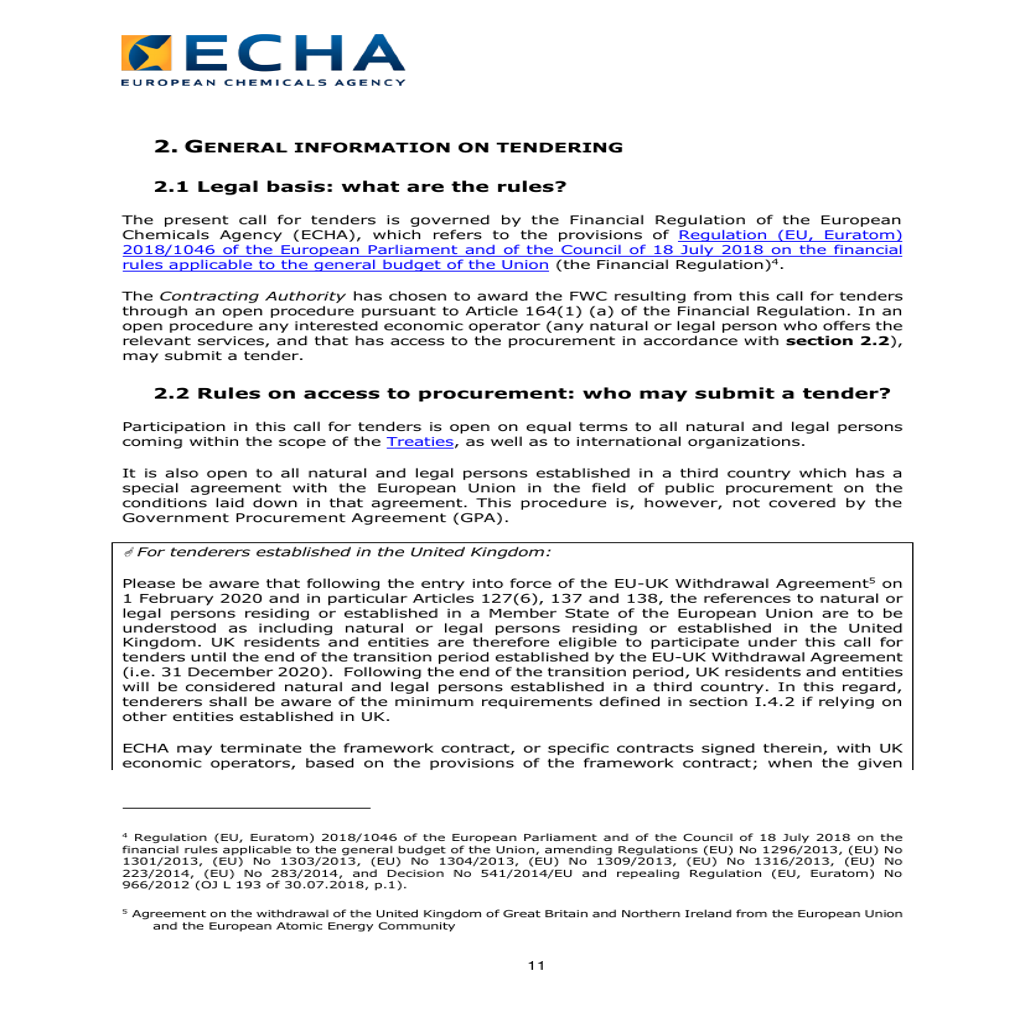 ECHA
EUROPEAN CHEMICALS AGENCY
2. GENERAL INFORMATION ON TENDERING
2.1 Legal basis: what are the rules?
The present call for tenders is governed by the Financial Regulation of the European
Chemicals Agency (ECHA), which refers to the provisions of Regulation (EU, Euratom)
2018/1046 of the European Parliament and of the Council of 18 July 2018 on the financial
rules applicable to the general budget of the Union (the Financial Regulation)⁴.
The Contracting Authority has chosen to award the FWC resulting from this call for tenders
through an open procedure pursuant to Article 164(1) (a) of the Financial Regulation. In an
open procedure any interested economic operator (any natural or legal person who offers the
relevant services, and that has access to the procurement in accordance with section 2.2),
may submit a tender.
2.2 Rules on access to procurement: who may submit a tender?
Participation in this call for tenders is open on equal terms to all natural and legal persons
coming within the scope of the Treaties, as well as to international organizations.
It is also open to all natural and legal persons established in a third country which has a
special agreement with the European Union in the field of public procurement on the
conditions laid down in that agreement. This procedure is, however, not covered by the
Government Procurement Agreement (GPA).
For tenderers established in the United Kingdom:
Please be aware that following the entry into force of the EU-UK Withdrawal Agreement⁵ on
1 February 2020 and in particular Articles 127(6), 137 and 138, the references to natural or
legal persons residing or established in a Member State of the European Union are to be
understood as including natural or legal persons residing or established in the United
Kingdom. UK residents and entities are therefore eligible to participate under this call for
tenders until the end of the transition period established by the EU-UK Withdrawal Agreement
(i.e. 31 December 2020). Following the end of the transition period, UK residents and entities
will be considered natural and legal persons established in a third country. In this regard,
tenderers shall be aware of the minimum requirements defined in section I.4.2 if relying on
other entities established in UK.
ECHA may terminate the framework contract, or specific contracts signed therein, with UK
economic operators, based on the provisions of the framework contract; when the given
⁴ Regulation (EU, Euratom) 2018/1046 of the European Parliament and of the Council of 18 July 2018 on the
financial rules applicable to the general budget of the Union, amending Regulations (EU) No 1296/2013, (EU) No
1301/2013, (EU) No 1303/2013, (EU) No 1304/2013, (EU) No 1309/2013, (EU) No 1316/2013, (EU) No
223/2014, (EU) No 283/2014, and Decision No 541/2014/EU and repealing Regulation (EU, Euratom) No
966/2012 (OJ L 193 of 30.07.2018, p.1).
⁵ Agreement on the withdrawal of the United Kingdom of Great Britain and Northern Ireland from the European Union
and the European Atomic Energy Community
11